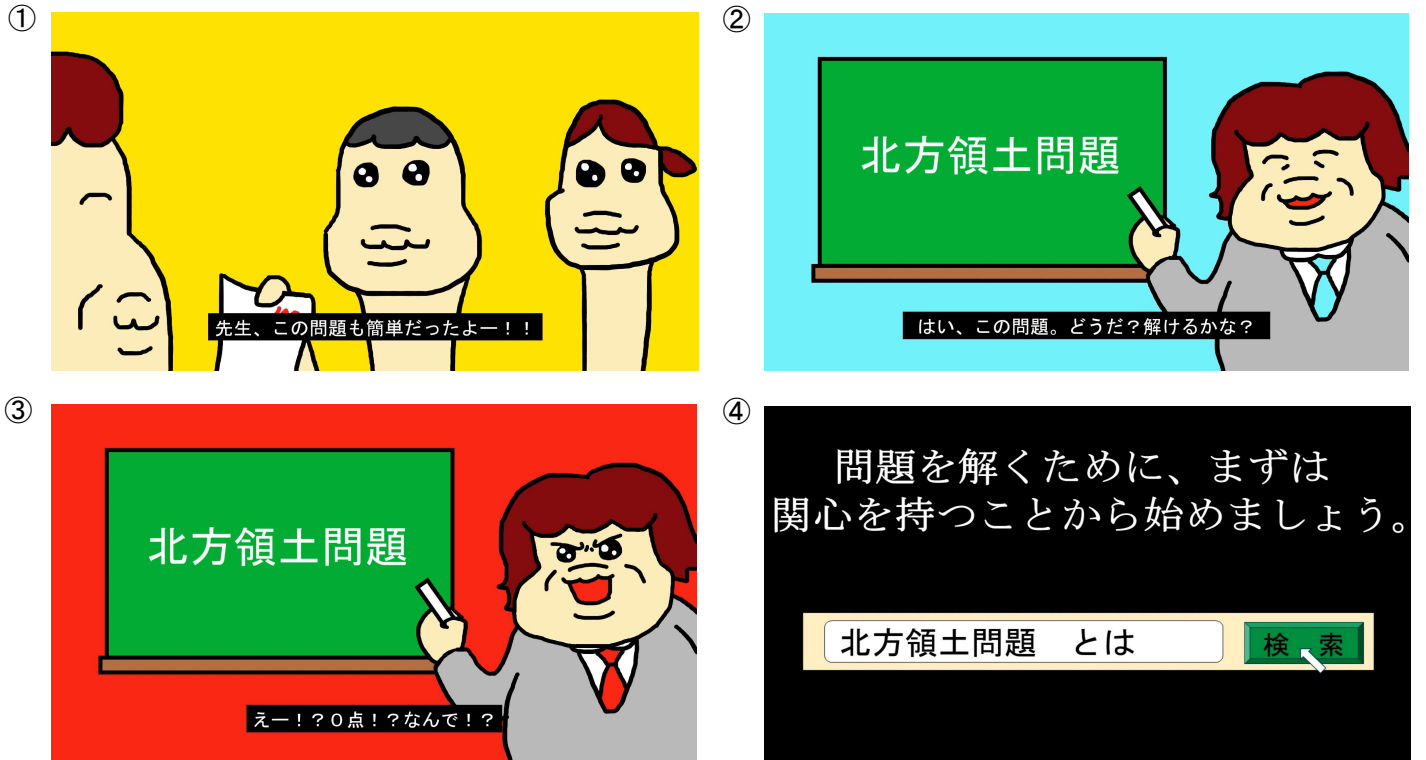 ①
先生、この問題も簡単だったよー!!
②
北方領土問題
はい、この問題。どうだ?解けるかな?
③
北方領土問題
えー!?0点!?なんで!?
④
問題を解くために、まずは
関心を持つことから始めましょう。
北方領土問題 とは
検 索